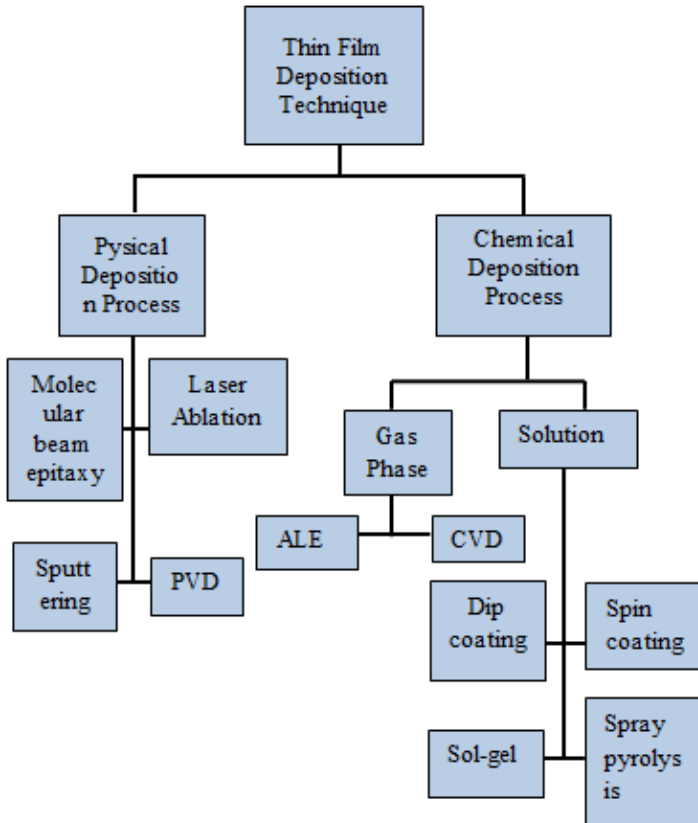 Thin Film
Deposition
Technique
Pysical
Depositio
n Process
Chemical
Deposition
Process
Molec
ular
beam
epitaxy
Laser
Ablation
Gas
Phase
Solution
ALE
CVD
Sputt
ering
PVD
Dip
coating
Spin
coating
Sol-gel
Spray
pyrolys
is